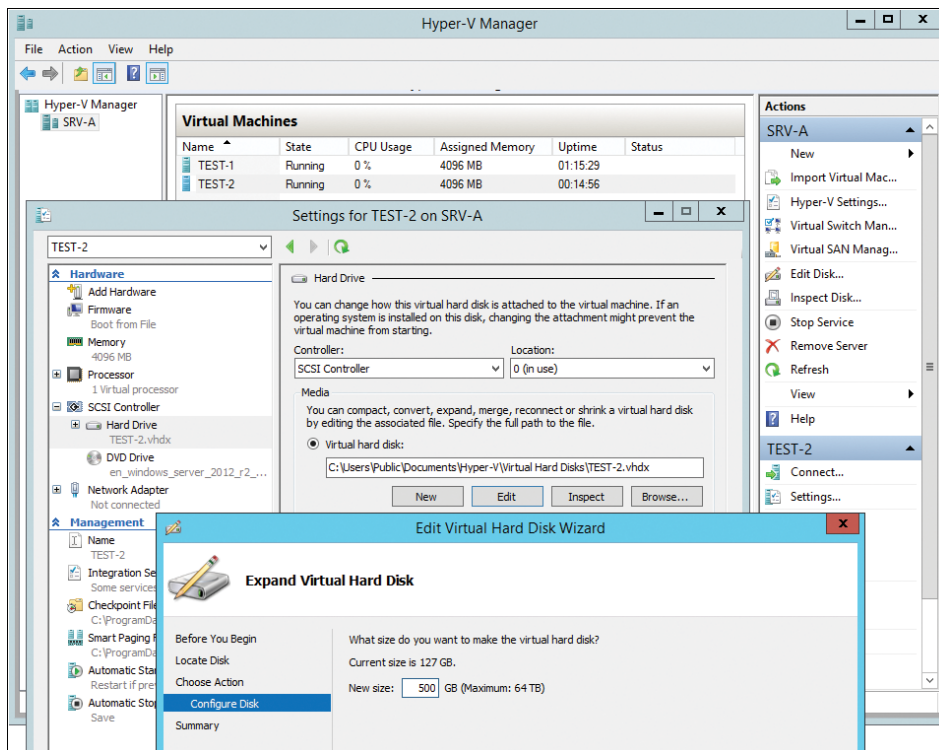 Hyper-V Manager
File Action View Help
Hyper-V Manager
SRV-A
Virtual Machines
Name State CPU Usage Assigned Memory Uptime Status
TEST-1 Running 0 % 4096 MB 01:15:29
TEST-2 Running 0 % 4096 MB 00:14:56
Actions
SRV-A
New
Import Virtual Mac...
Hyper-V Settings...
Virtual Switch Man...
Virtual SAN Manag...
Edit Disk...
Inspect Disk...
Stop Service
Remove Server
Refresh
View
Help
TEST-2
Connect...
Settings...
Settings for TEST-2 on SRV-A
TEST-2
Hardware
Add Hardware
Firmware
Boot from File
Memory
4096 MB
Processor
1 Virtual processor
SCSI Controller
Hard Drive
TEST-2.vhdx
DVD Drive
en_windows_server_2012_r2_...
Network Adapter
Not connected
Management
Name
TEST-2
Integration Se
Some services
Checkpoint File
C:\ProgramDa
Smart Paging F
C:\ProgramDa
Automatic Star
Restart if prev
Automatic Stop
Save
Hard Drive
You can change how this virtual hard disk is attached to the virtual machine. If an
operating system is installed on this disk, changing the attachment might prevent the
virtual machine from starting.
Controller: Location:
SCSI Controller 0 (in use)
Media
You can compact, convert, expand, merge, reconnect or shrink a virtual hard disk
by editing the associated file. Specify the full path to the file.
Virtual hard disk:
C:\Users\Public\Documents\Hyper-V\Virtual Hard Disks\TEST-2.vhdx
New Edit Inspect Browse...
Edit Virtual Hard Disk Wizard
Expand Virtual Hard Disk
Before You Begin
Locate Disk
Choose Action
Configure Disk
Summary
What size do you want to make the virtual hard disk?
Current size is 127 GB.
New size: 500 GB (Maximum: 64 TB)